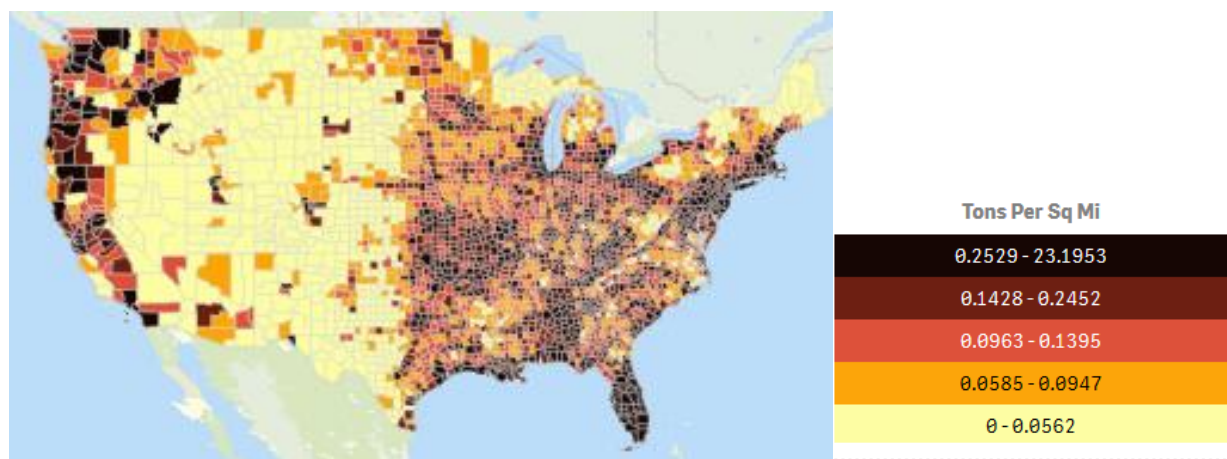 Tons Per Sq Mi
0.2529 - 23.1953
0.1428 - 0.2452
0.0963 - 0.1395
0.0585 - 0.0947
0 - 0.0562